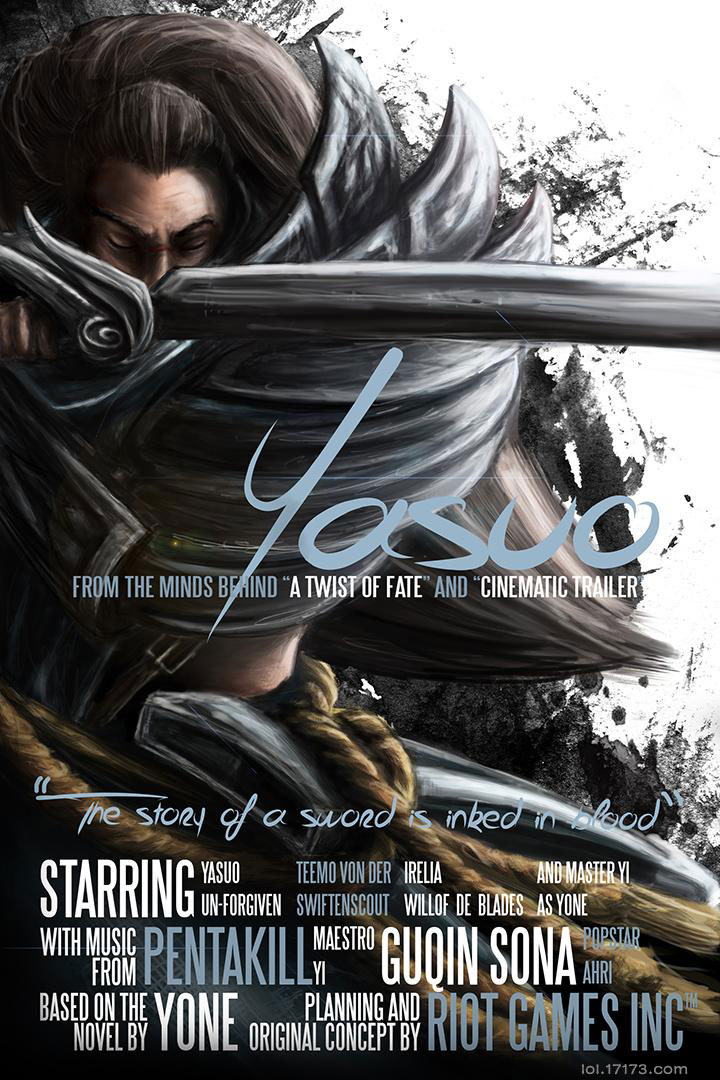 Yasuo
FROM THE MINDS BEHIND “A TWIST OF FATE” AND “CINEMATIC TRAILER”
“The story of a sword is inked in blood”
STARRING YASUO UN-FORGIVEN TEEMO VON DER SWIFTENSCOUT IRELIA WILLOF DE BLADES AND MASTER YI AS YONE
WITH MUSIC FROM PENTAKILL MAESTRO YI GUQIN SONA POPSTAR AHRI
BASED ON THE NOVEL BY YONE PLANNING AND ORIGINAL CONCEPT BY RIOT GAMES INC™
lol.17173.com